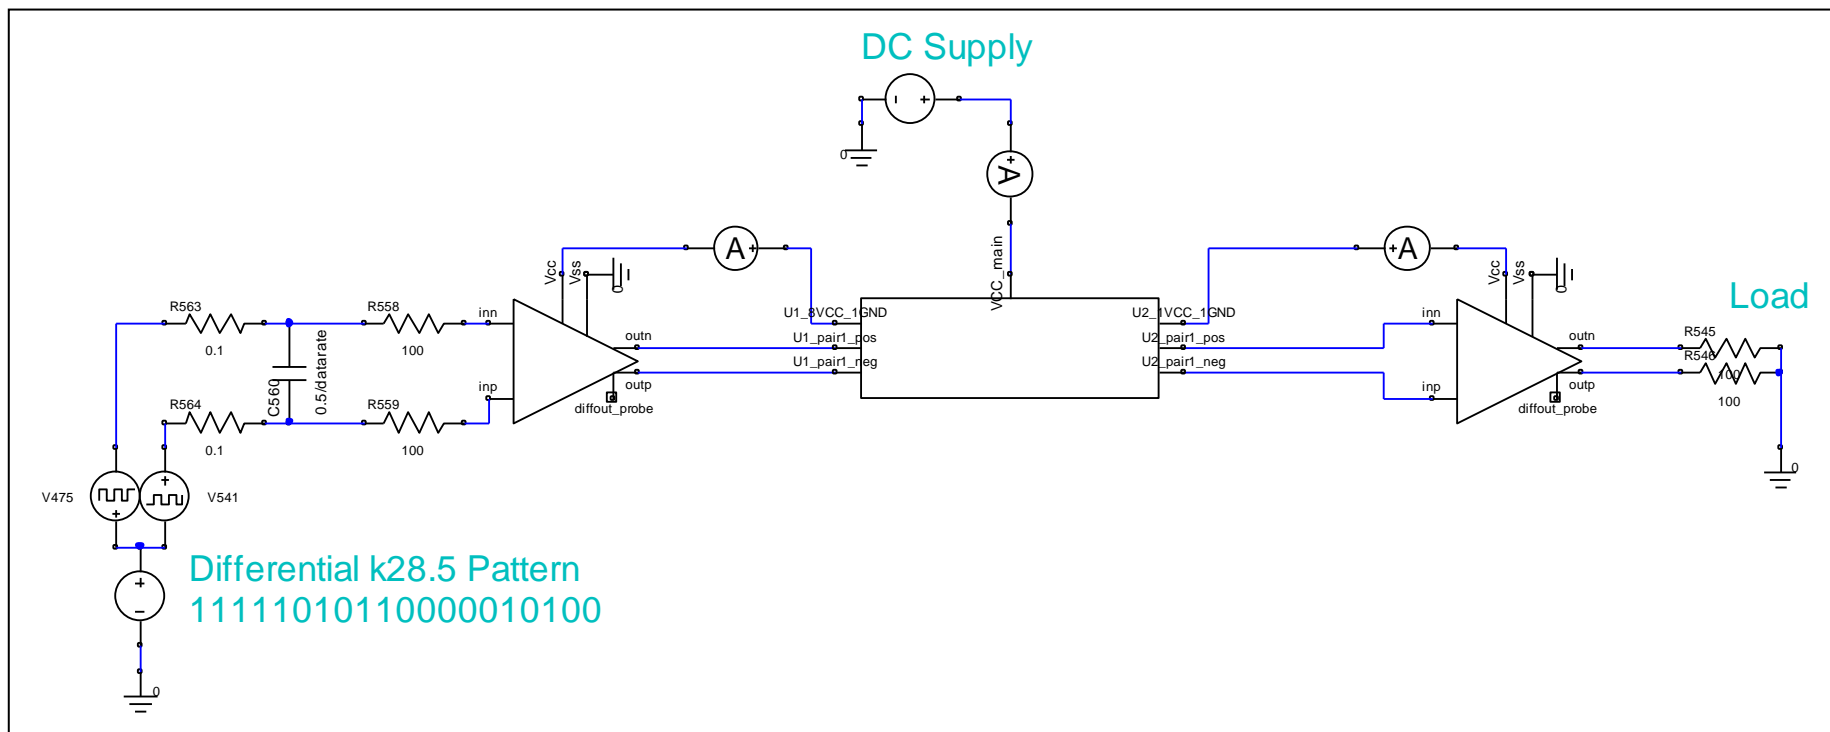 DC Supply
0
A
VCC_main
A
Vcc
Vss
0
A
Vcc
Vss
0
Load
R563
0.1
R558
100
inn
outn
U1_8VCC_1GND
U1_pair1_pos
U1_pair1_neg
U2_1VCC_1GND
U2_pair1_pos
U2_pair1_neg
inn
outn
R545
100
C560
0.5/datarate
R564
0.1
R559
100
inp
outp
diffout_probe
inp
outp
diffout_probe
R546
100
0
V475
V541
Differential k28.5 Pattern
11111010110000010100
0